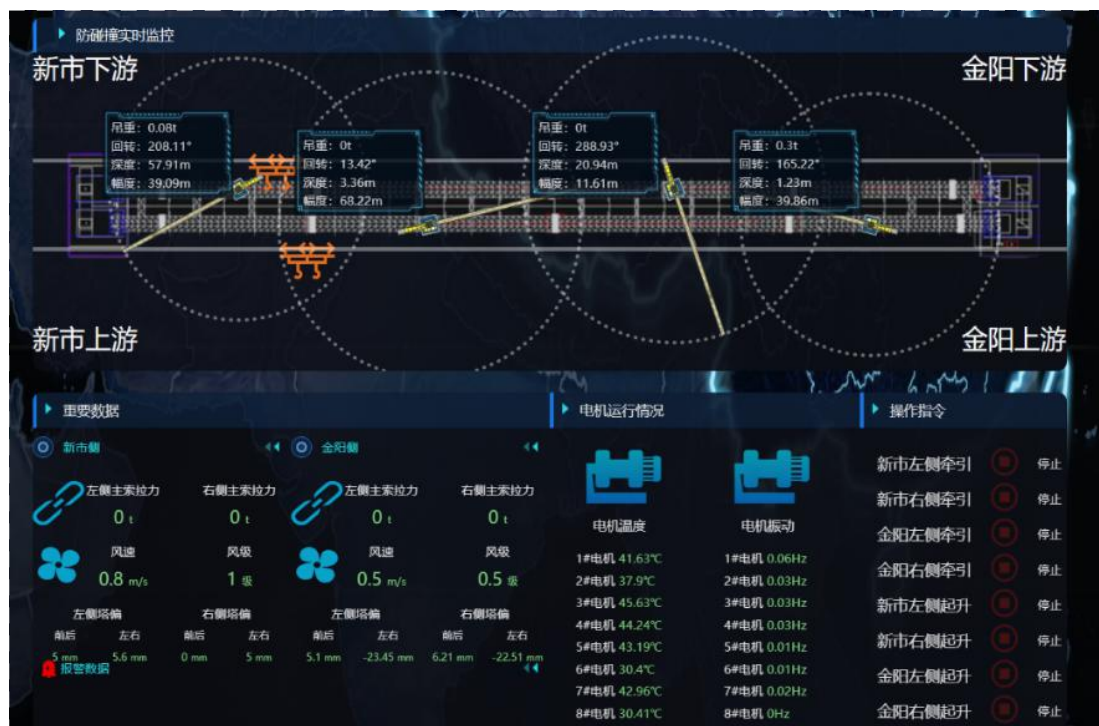 防碰撞实时监控
新市下游
金阳下游
吊重：0.08t
回转：208.11°
深度：57.91m
幅度：39.09m
吊重：0t
回转：13.42°
深度：3.36m
幅度：68.22m
吊重：0t
回转：288.93°
深度：20.94m
幅度：11.61m
吊重：0.3t
回转：165.22°
深度：1.23m
幅度：39.86m
新市上游
金阳上游
重要数据
新市侧
金阳侧
左侧主索拉力 右侧主索拉力 左侧主索拉力 右侧主索拉力
0 t 0 t 0 t 0 t
风速 风级 风速 风级
0.8 m/s 1 级 0.5 m/s 0.5 级
左侧塔偏 右侧塔偏 左侧塔偏 右侧塔偏
前后 左右 前后 左右 前后 左右 前后 左右
5 mm 5.6 mm 0 mm 5 mm 5.1 mm -23.45 mm 6.21 mm -22.51 mm
报警数据
电机运行情况
电机温度 电机振动
1#电机 41.63℃ 1#电机 0.06Hz
2#电机 37.9℃ 2#电机 0.03Hz
3#电机 45.63℃ 3#电机 0.03Hz
4#电机 44.24℃ 4#电机 0.03Hz
5#电机 43.19℃ 5#电机 0.01Hz
6#电机 30.4℃ 6#电机 0.01Hz
7#电机 42.96℃ 7#电机 0.02Hz
8#电机 30.41℃ 8#电机 0Hz
操作指令
新市左侧牵引 停止
新市右侧牵引 停止
金阳左侧牵引 停止
金阳右侧牵引 停止
新市左侧起升 停止
新市右侧起升 停止
金阳左侧起升 停止
金阳右侧起升 停止